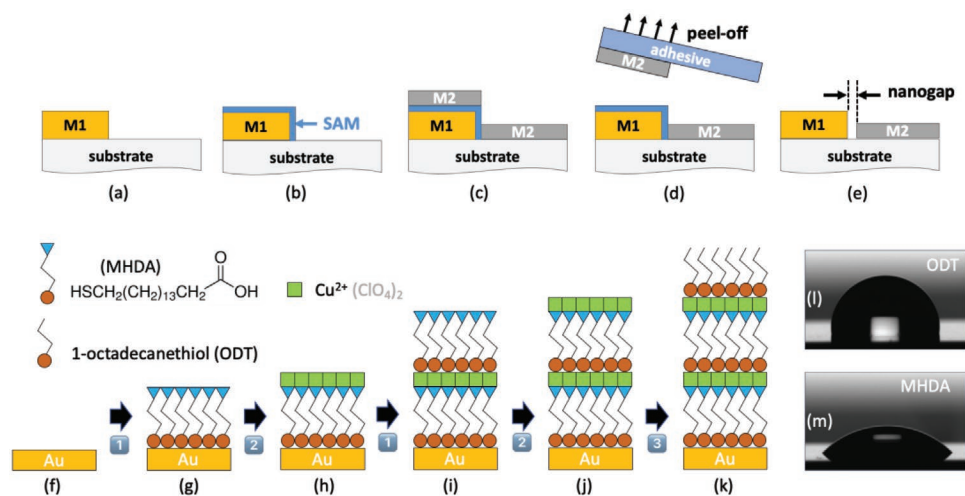 peel-off
adhesive
M2
nanogap
M1
substrate
M1
SAM
substrate
M2
M1
M2
substrate
M1
M2
substrate
M1
M2
substrate
(a)
(b)
(c)
(d)
(e)
(MHDA)
HSCH₂(CH₂)₁₃CH₂
O
OH
Cu²⁺ (ClO₄)₂
1-octadecanethiol (ODT)
ODT
(l)
MHDA
(m)
1
2
1
2
3
Au
Au
Au
Au
Au
Au
(f)
(g)
(h)
(i)
(j)
(k)